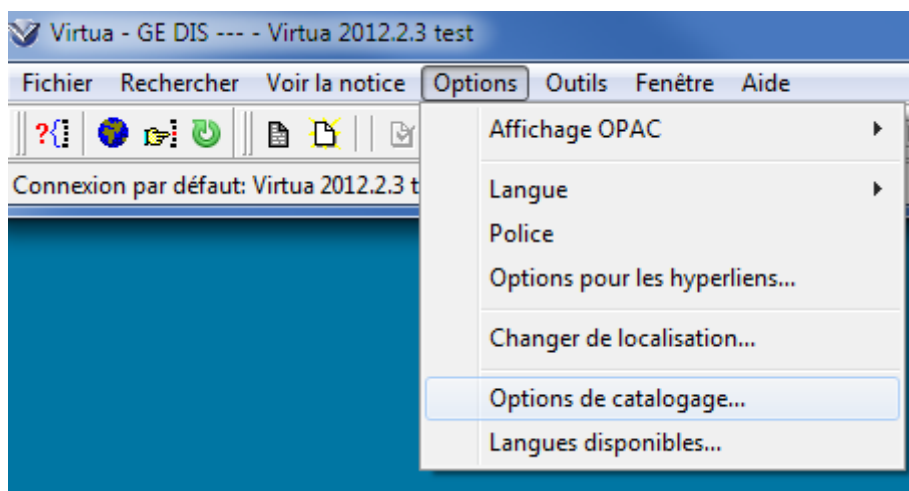 Virtua - GE DIS --- - Virtua 2012.2.3 test
Fichier Rechercher Voir la notice Options Outils Fenêtre Aide
Affichage OPAC
Connexion par défaut: Virtua 2012.2.3 t
Langue
Police
Options pour les hyperliens...
Changer de localisation...
Options de catalogage...
Langues disponibles...